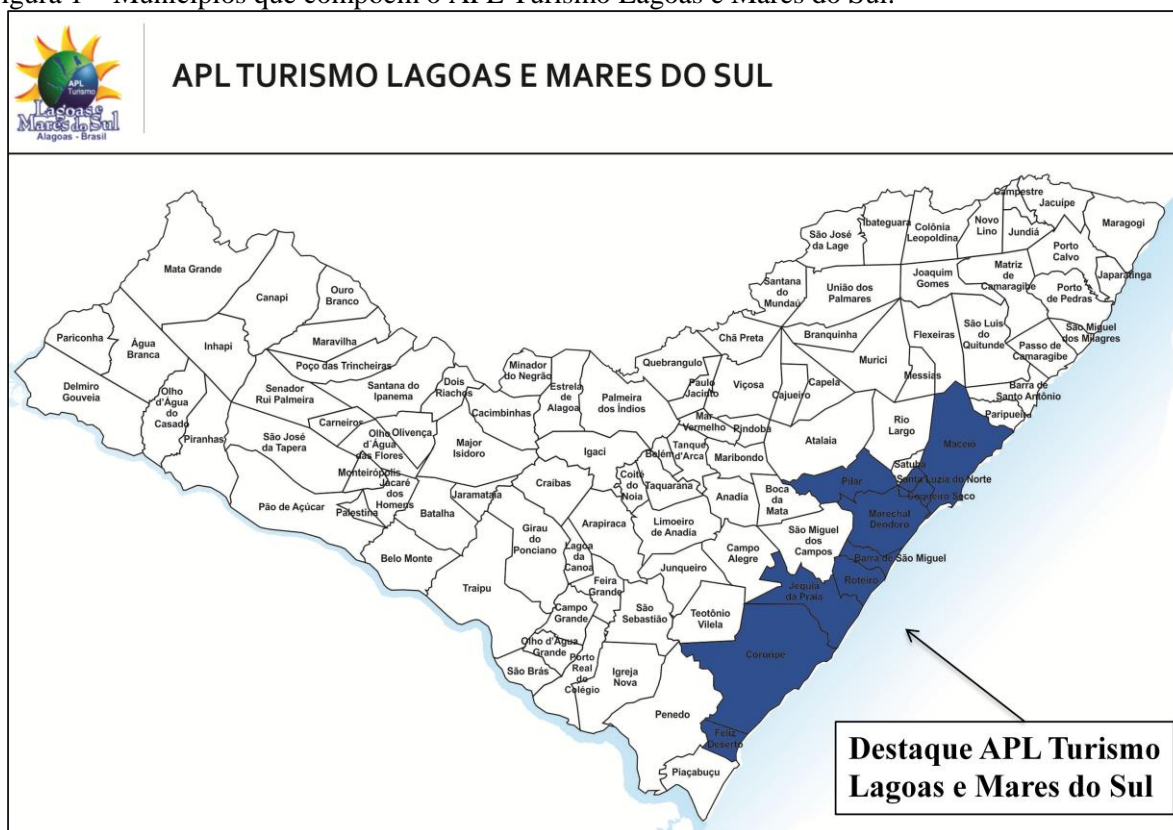 Figura 1 – Municípios que compõem o APL Turismo Lagoas e Mares do Sul.
APL
Turismo
Lagoas e
Mares do Sul
Alagoas - Brasil
APL TURISMO LAGOAS E MARES DO SUL
Campestre
Jacuípe
Ibateguara
Colônia
Leopoldina
Novo
Lino
Jundiá
Maragogi
São José
da Lage
Porto
Calvo
Mata Grande
Canapi
Ouro
Branco
Santana
do
Mundaú
União dos
Palmares
Joaquim
Gomes
Matriz
de
Camaragibe
Porto
de Pedras
Japaratinga
Pariconha
Água
Branca
Inhapi
Maravilha
Chã Preta
Branquinha
Flexeiras
São Luis
do
Quitunde
São Miguel
dos Milagres
Passo de
Camaragibe
Poço das Trincheiras
Minador
do Negrão
Quebrangulo
Murici
Delmiro
Gouveia
Olho
d'Água
do
Casado
Senador
Rui Palmeira
Santana do
Ipanema
Dois
Riachos
Estrela
de
Alagoa
Palmeira
dos Índios
Paulo
Jacinto
Viçosa
Cajueiro
Capela
Messias
Barra de
Santo Antônio
Paripueira
Piranhas
Carneiros
Cacimbinhas
Mar
Vermelho
Pindoba
Atalaia
Rio
Largo
Maceió
São José
da Tapera
Olho
d'Água
das Flores
Olivença
Major
Isidoro
Igaci
Belém
Tanque
d'Arca
Maribondo
Satuba
Santa Luzia do Norte
Monteirópolis
Jacaré
dos
Homens
Craíbas
Coité
do
Noia
Taquarana
Anadia
Boca
da
Mata
Pilar
Coqueiro Seco
Pão de Açúcar
Palestina
Batalha
Jaramataia
Girau
do
Ponciano
Arapiraca
Limoeiro
de Anadia
São Miguel
dos
Campos
Marechal
Deodoro
Belo Monte
Lagoa
da
Canoa
Campo
Alegre
Barra de São Miguel
Traipu
Feira
Grande
Junqueiro
Jequiá
da Praia
Roteiro
Campo
Grande
São
Sebastião
Teotônio
Vilela
Olho d'Água
Grande
São Brás
Porto
Real
do
Colégio
Igreja
Nova
Coruripe
Penedo
Feliz
Deserto
Piaçabuçu
Destaque APL Turismo
Lagoas e Mares do Sul